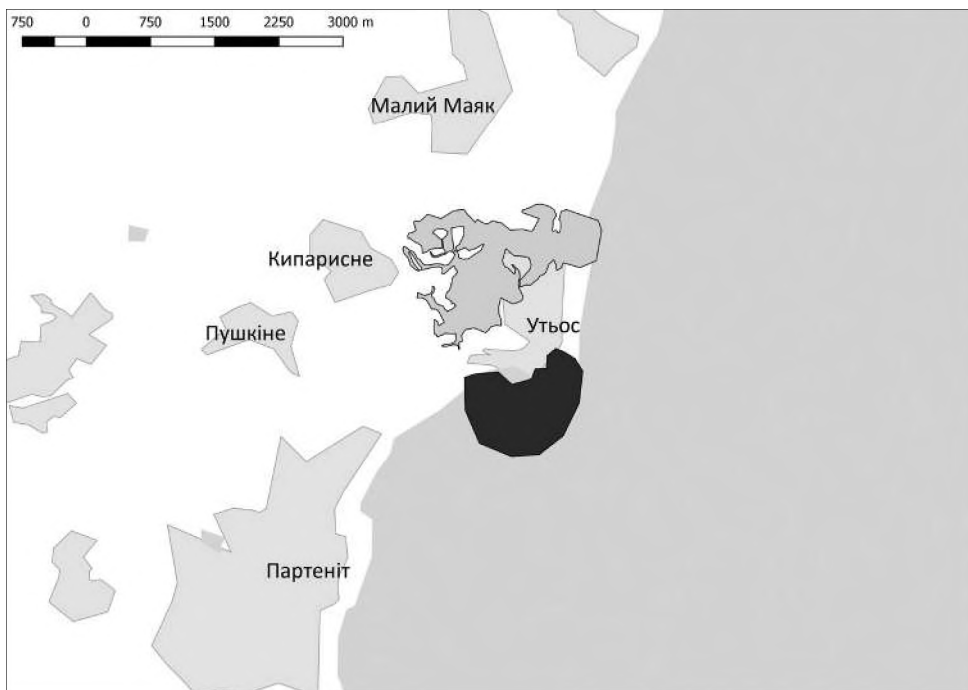 750 0 750 1500 2250 3000 m
Малий Маяк
Кипарисне
Пушкіне
Утьос
Партеніт